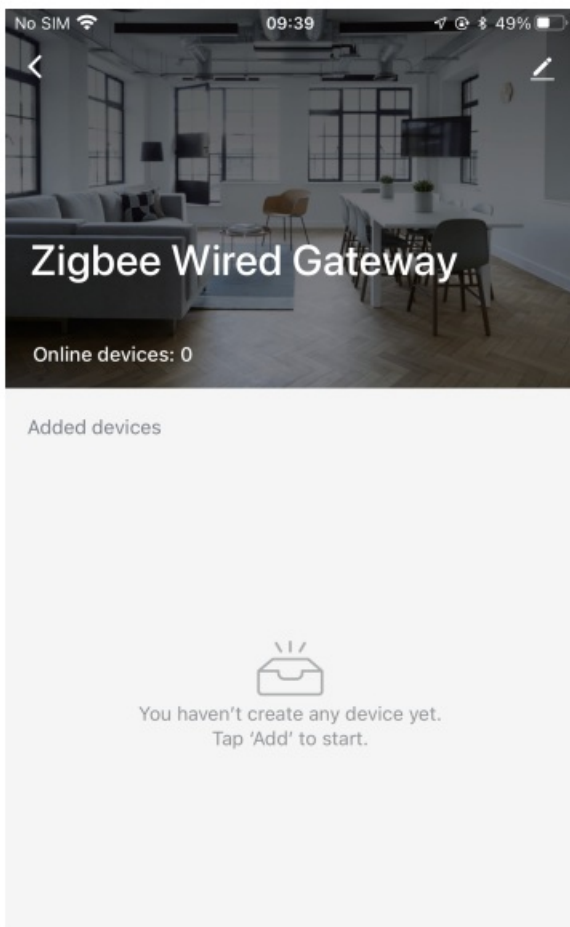 No SIM 09:39 49%
Zigbee Wired Gateway
Online devices: 0
Added devices
You haven't create any device yet.
Tap ‘Add’ to start.